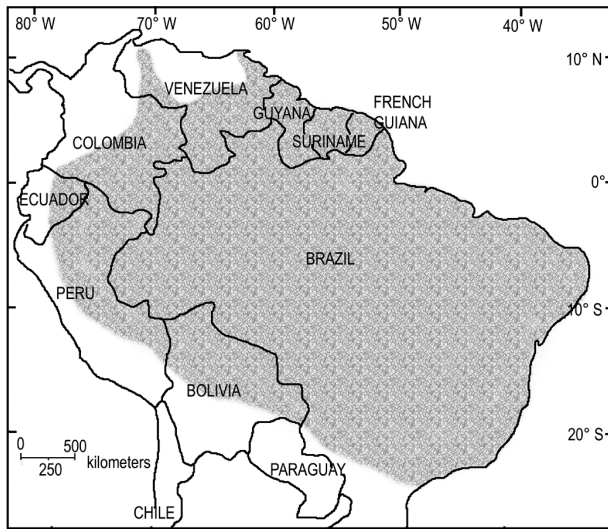 80° W 70° W 60° W 50° W 40° W
10° N
VENEZUELA
FRENCH
GUIANA
GUYANA
SURINAME
COLOMBIA
0°
ECUADOR
BRAZIL
PERU
10° S
BOLIVIA
20° S
0 500
250 kilometers
PARAGUAY
CHILE